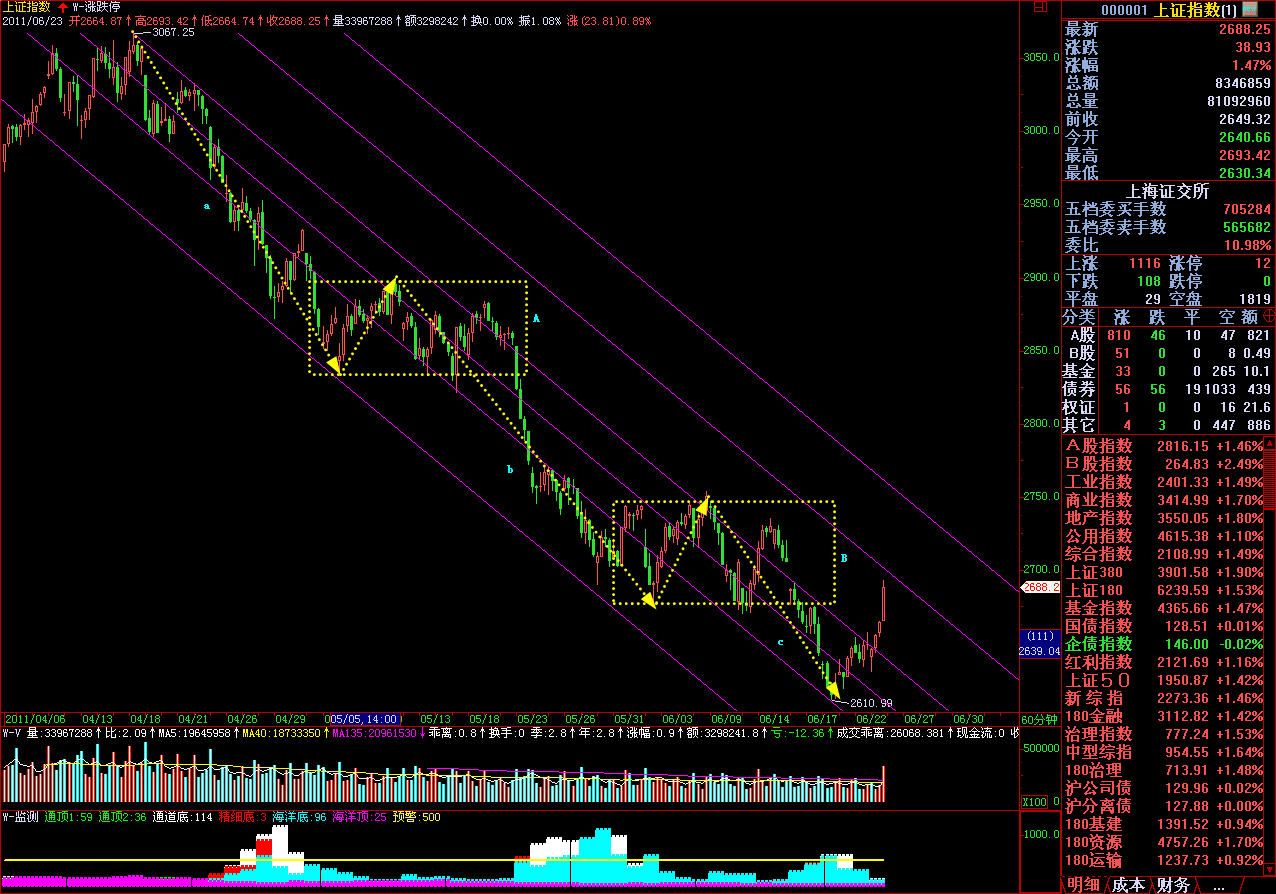 上证指数 ↑ W-涨跌停
2011/06/23 开2664.87↑高2693.42↑低2664.74↑收2688.25↑量33967288↑额3298242↑换0.00% 振1.08% 涨(23.81)0.89%
3067.25
a
A
b
B
c
2610.99
日
3050.0
3000.0
2950.0
2900.0
2850.0
2800.0
2750.0
2700.0
2688.2
(111)
2639.04
2011/04/06 04/13 04/18 04/21 04/26 04/29 05/05,14:00 05/13 05/18 05/23 05/26 05/31 06/03 06/09 06/14 06/17 06/22 06/27 06/30 60分钟
W-V 量:33967288↑比:2.09↑MA5:19645958↑MA40:18733350↑MA135:20961530↓乖离:0.8↑换手:0 季:2.8↑年:2.8↑涨幅:0.9↑额:3298241.8↑亏:-12.36↑成交乖离:26068.381↑现金流:0 收
500000
X100 0
W-监测 通顶1:59 通顶2:36 通道底:114 精细底:3 海洋底:96 海洋顶:25 预警:500
1000.0
0
000001 上证指数(1)
最新 2688.25
涨跌 38.93
涨幅 1.47%
总额 8346859
总量 81092960
前收 2649.32
今开 2640.66
最高 2693.42
最低 2630.34
上海证交所
五档委买手数 705284
五档委卖手数 565682
委比 10.98%
上涨 1116 涨停 12
下跌 108 跌停 0
平盘 29 空盘 1819
分类 涨 跌 平 空 额
A股 810 46 10 47 821
B股 51 0 0 8 0.49
基金 33 0 0 265 10.1
债券 56 56 19 1033 439
权证 1 0 0 16 21.6
其它 4 3 0 447 886
A股指数 2816.15 +1.46%
B股指数 264.83 +2.49%
工业指数 2401.33 +1.49%
商业指数 3414.99 +1.70%
地产指数 3550.05 +1.80%
公用指数 4615.38 +1.10%
综合指数 2108.99 +1.49%
上证380 3901.58 +1.90%
上证180 6239.59 +1.53%
基金指数 4365.66 +1.47%
国债指数 128.51 +0.01%
企债指数 146.00 -0.02%
红利指数 2121.69 +1.16%
上证50 1950.87 +1.42%
新综指 2273.36 +1.46%
180金融 3112.82 +1.42%
治理指数 777.24 +1.53%
中型综指 954.55 +1.64%
180治理 713.91 +1.48%
沪公司债 129.96 +0.02%
沪分离债 127.88 +0.00%
180基建 1391.52 +0.94%
180资源 4757.26 +1.70%
180运输 1237.73 +0.92%
明细 成本 财务 ...